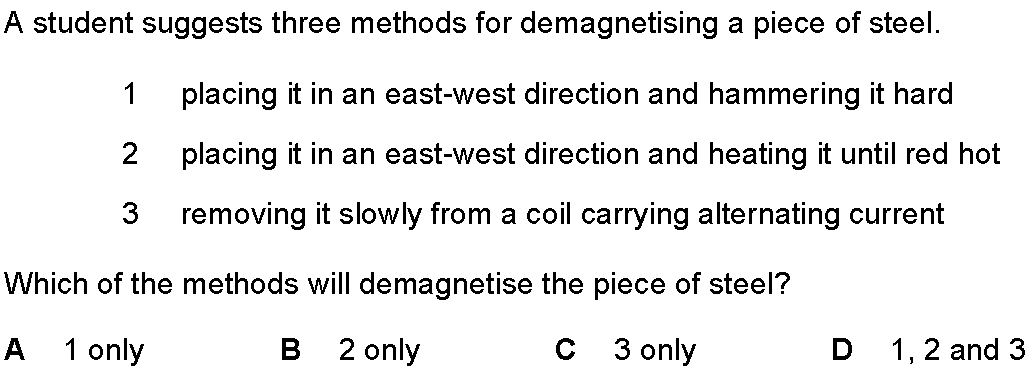 A student suggests three methods for demagnetising a piece of steel.
1 placing it in an east-west direction and hammering it hard
2 placing it in an east-west direction and heating it until red hot
3 removing it slowly from a coil carrying alternating current
Which of the methods will demagnetise the piece of steel?
A 1 only B 2 only C 3 only D 1, 2 and 3